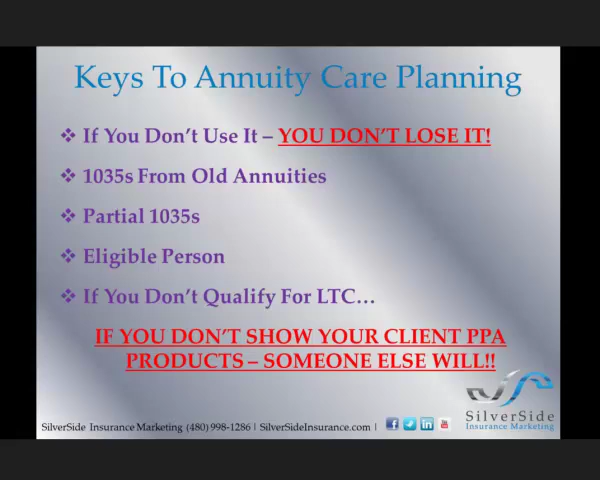 Keys To Annuity Care Planning
❖ If You Don't Use It – YOU DON'T LOSE IT!
❖ 1035s From Old Annuities
❖ Partial 1035s
❖ Eligible Person
❖ If You Don't Qualify For LTC…
IF YOU DON'T SHOW YOUR CLIENT PPA
PRODUCTS – SOMEONE ELSE WILL!!
SilverSide
Insurance Marketing
SilverSide Insurance Marketing (480) 998-1286 | SilverSideInsurance.com |